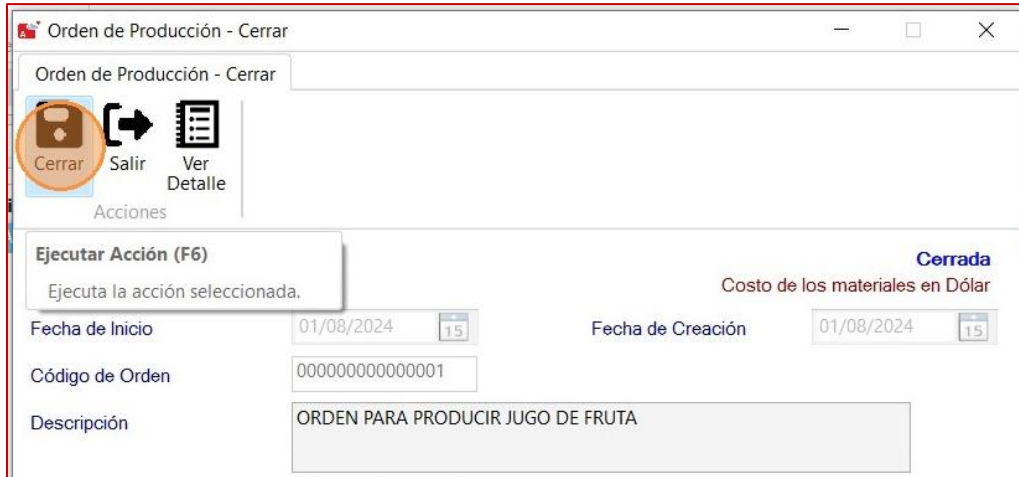 Orden de Producción - Cerrar
Orden de Producción - Cerrar
Cerrar Salir Ver Detalle
Acciones
Ejecutar Acción (F6)
Ejecuta la acción seleccionada.
Cerrada
Costo de los materiales en Dólar
Fecha de Inicio 01/08/2024 15 Fecha de Creación 01/08/2024 15
Código de Orden 000000000000001
Descripción ORDEN PARA PRODUCIR JUGO DE FRUTA